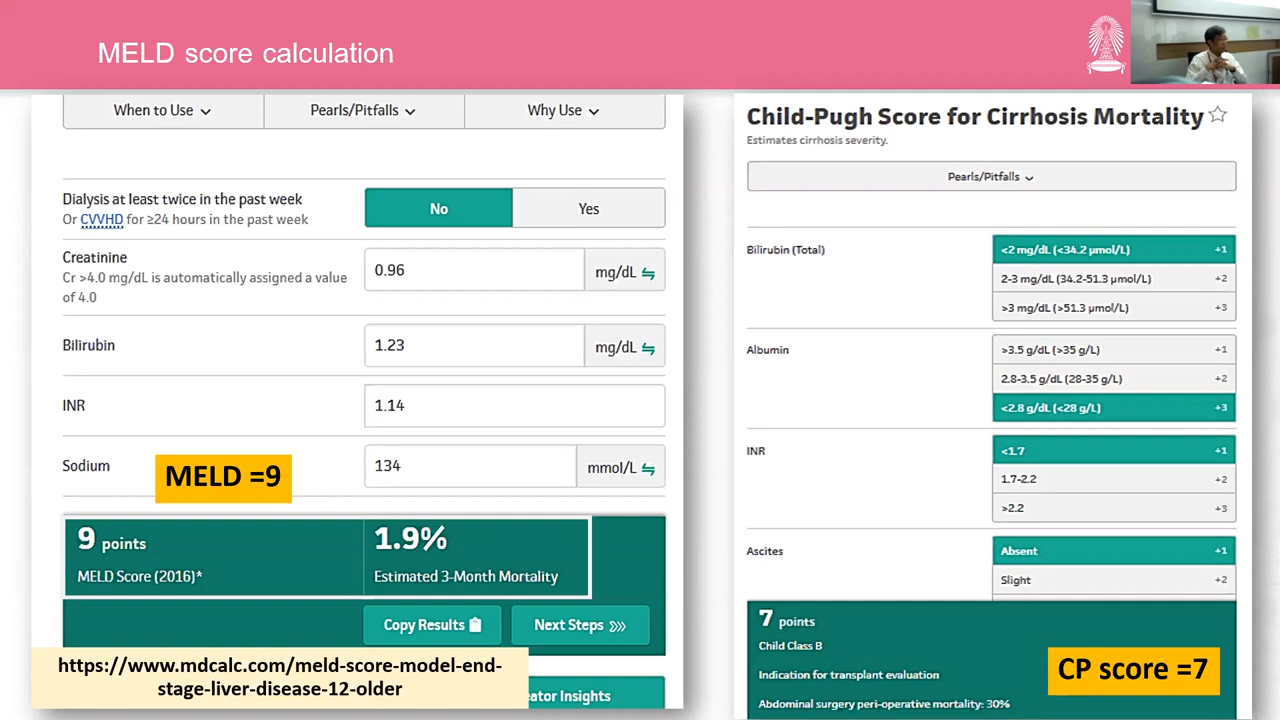 MELD score calculation
When to Use
Pearls/Pitfalls
Why Use
Dialysis at least twice in the past week
Or CVVHD for ≥24 hours in the past week
No
Yes
Creatinine
Cr >4.0 mg/dL is automatically assigned a value
of 4.0
0.96
mg/dL
Bilirubin
1.23
mg/dL
INR
1.14
Sodium
134
mmol/L
MELD =9
9 points
MELD Score (2016)*
1.9%
Estimated 3-Month Mortality
Copy Results
Next Steps
https://www.mdcalc.com/meld-score-model-end-
stage-liver-disease-12-older
eator Insights
Child-Pugh Score for Cirrhosis Mortality
Estimates cirrhosis severity.
Pearls/Pitfalls
Bilirubin (Total)
<2 mg/dL (<34.2 μmol/L) +1
2-3 mg/dL (34.2-51.3 μmol/L) +2
>3 mg/dL (>51.3 μmol/L) +3
Albumin
>3.5 g/dL (>35 g/L) +1
2.8-3.5 g/dL (28-35 g/L) +2
<2.8 g/dL (<28 g/L) +3
INR
<1.7 +1
1.7-2.2 +2
>2.2 +3
Ascites
Absent +1
Slight +2
7 points
Child Class B
Indication for transplant evaluation
Abdominal surgery peri-operative mortality: 30%
CP score =7